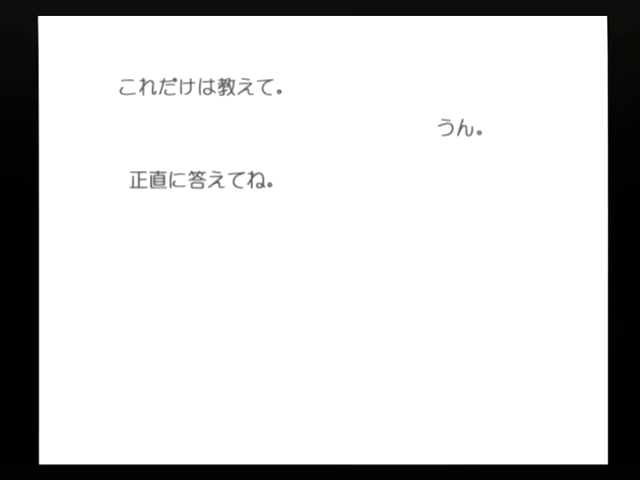 これだけは教えて。
うん。
正直に答えてね。